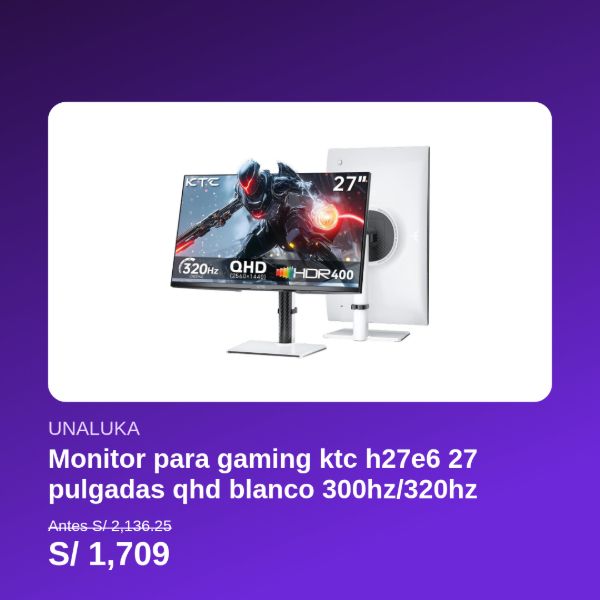 KTC
27"
320Hz
QHD
(2560×1440)
HDR400
UNALUKA
Monitor para gaming ktc h27e6 27
pulgadas qhd blanco 300hz/320hz
Antes S/ 2,136.25
S/ 1,709